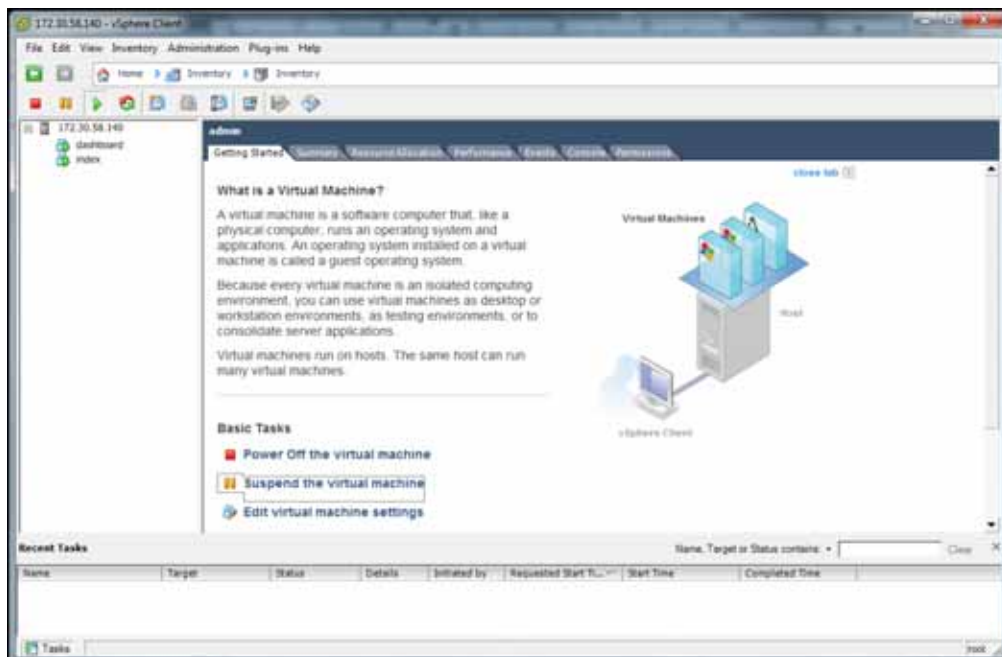 172.30.58.140 - vSphere Client
File Edit View Inventory Administration Plug-ins Help
Home Inventory Inventory
172.30.58.140
dashboard
index
admin
Getting Started Summary Resource Allocation Performance Events Console Permissions
close tab
What is a Virtual Machine?
A virtual machine is a software computer that, like a
physical computer, runs an operating system and
applications. An operating system installed on a virtual
machine is called a guest operating system.
Because every virtual machine is an isolated computing
environment, you can use virtual machines as desktop or
workstation environments, as testing environments, or to
consolidate server applications.
Virtual machines run on hosts. The same host can run
many virtual machines.
Virtual Machines
Host
vSphere Client
Basic Tasks
Power Off the virtual machine
Suspend the virtual machine
Edit virtual machine settings
Recent Tasks
Name, Target or Status contains:
Clear
Name Target Status Details Initiated by Requested Start Ti... Start Time Completed Time
Tasks
root